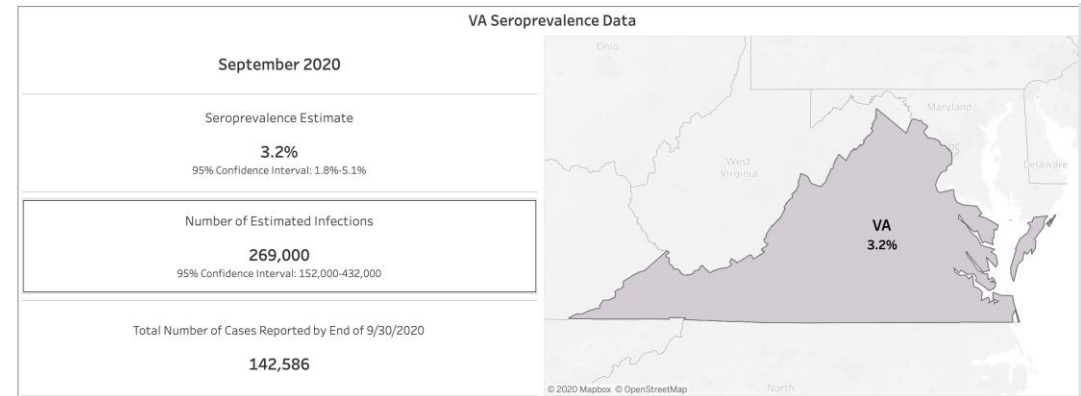 VA Seroprevalence Data
September 2020
Seroprevalence Estimate
3.2%
95% Confidence Interval: 1.8%-5.1%
Number of Estimated Infections
269,000
95% Confidence Interval: 152,000-432,000
Total Number of Cases Reported by End of 9/30/2020
142,586
Ohio
Maryland
DC
Delaware
West
Virginia
VA
3.2%
© 2020 Mapbox © OpenStreetMap
North